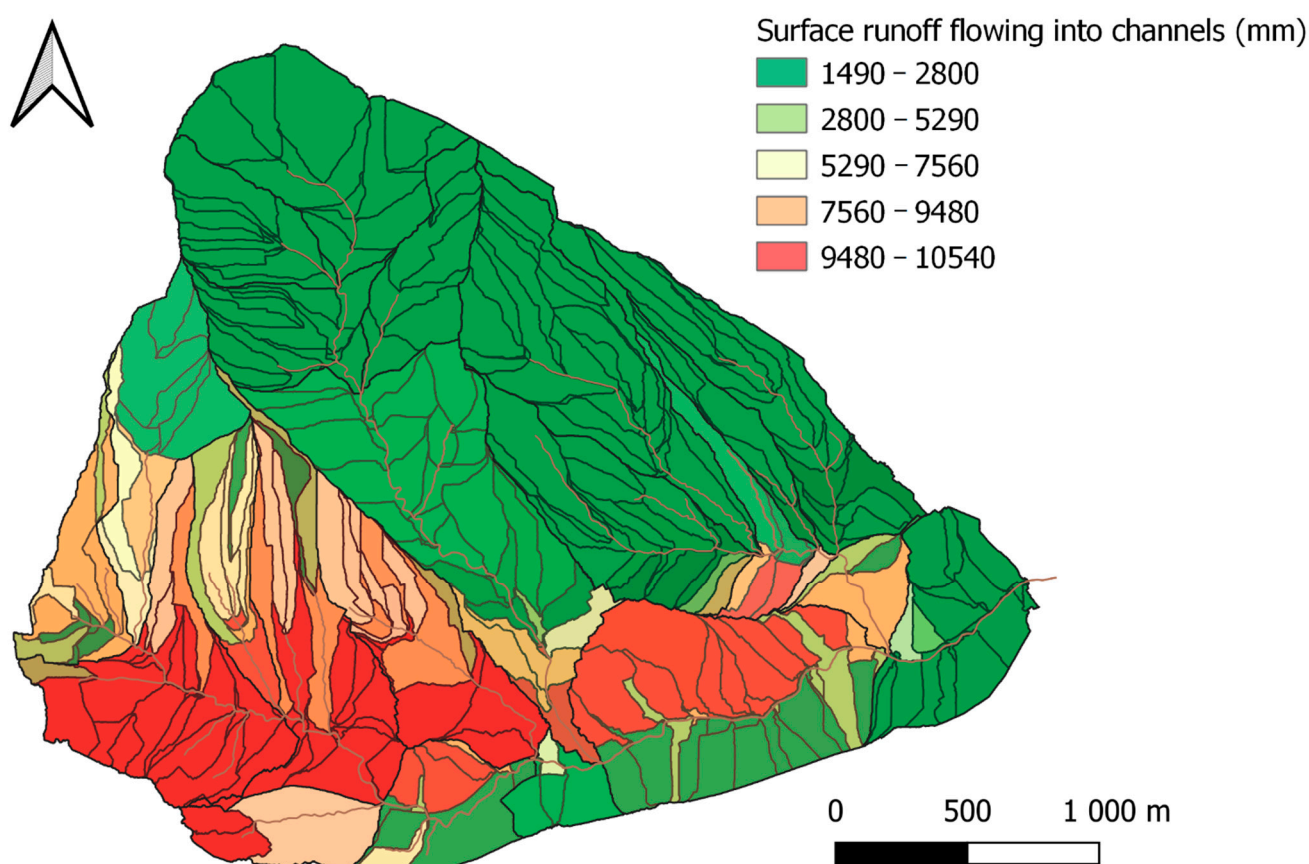 Surface runoff flowing into channels (mm)
1490 – 2800
2800 – 5290
5290 – 7560
7560 – 9480
9480 – 10540
0 500 1 000 m